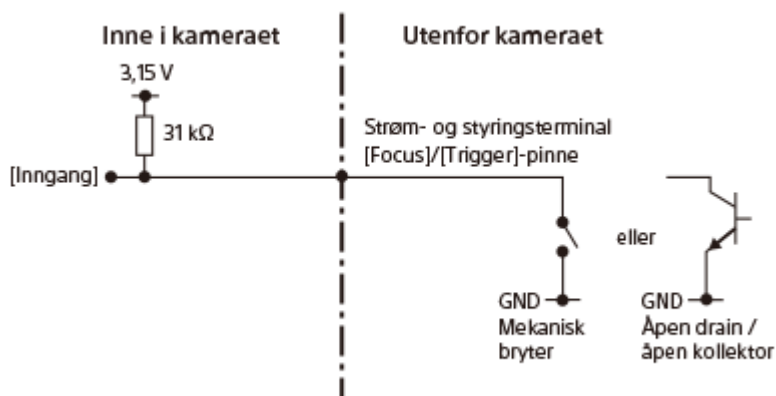 Inne i kameraet
Utenfor kameraet
3,15 V
31 kΩ
Strøm- og styringsterminal
[Focus]/[Trigger]-pinne
[Inngang]
eller
GND
Mekanisk
bryter
GND
Åpen drain /
åpen kollektor